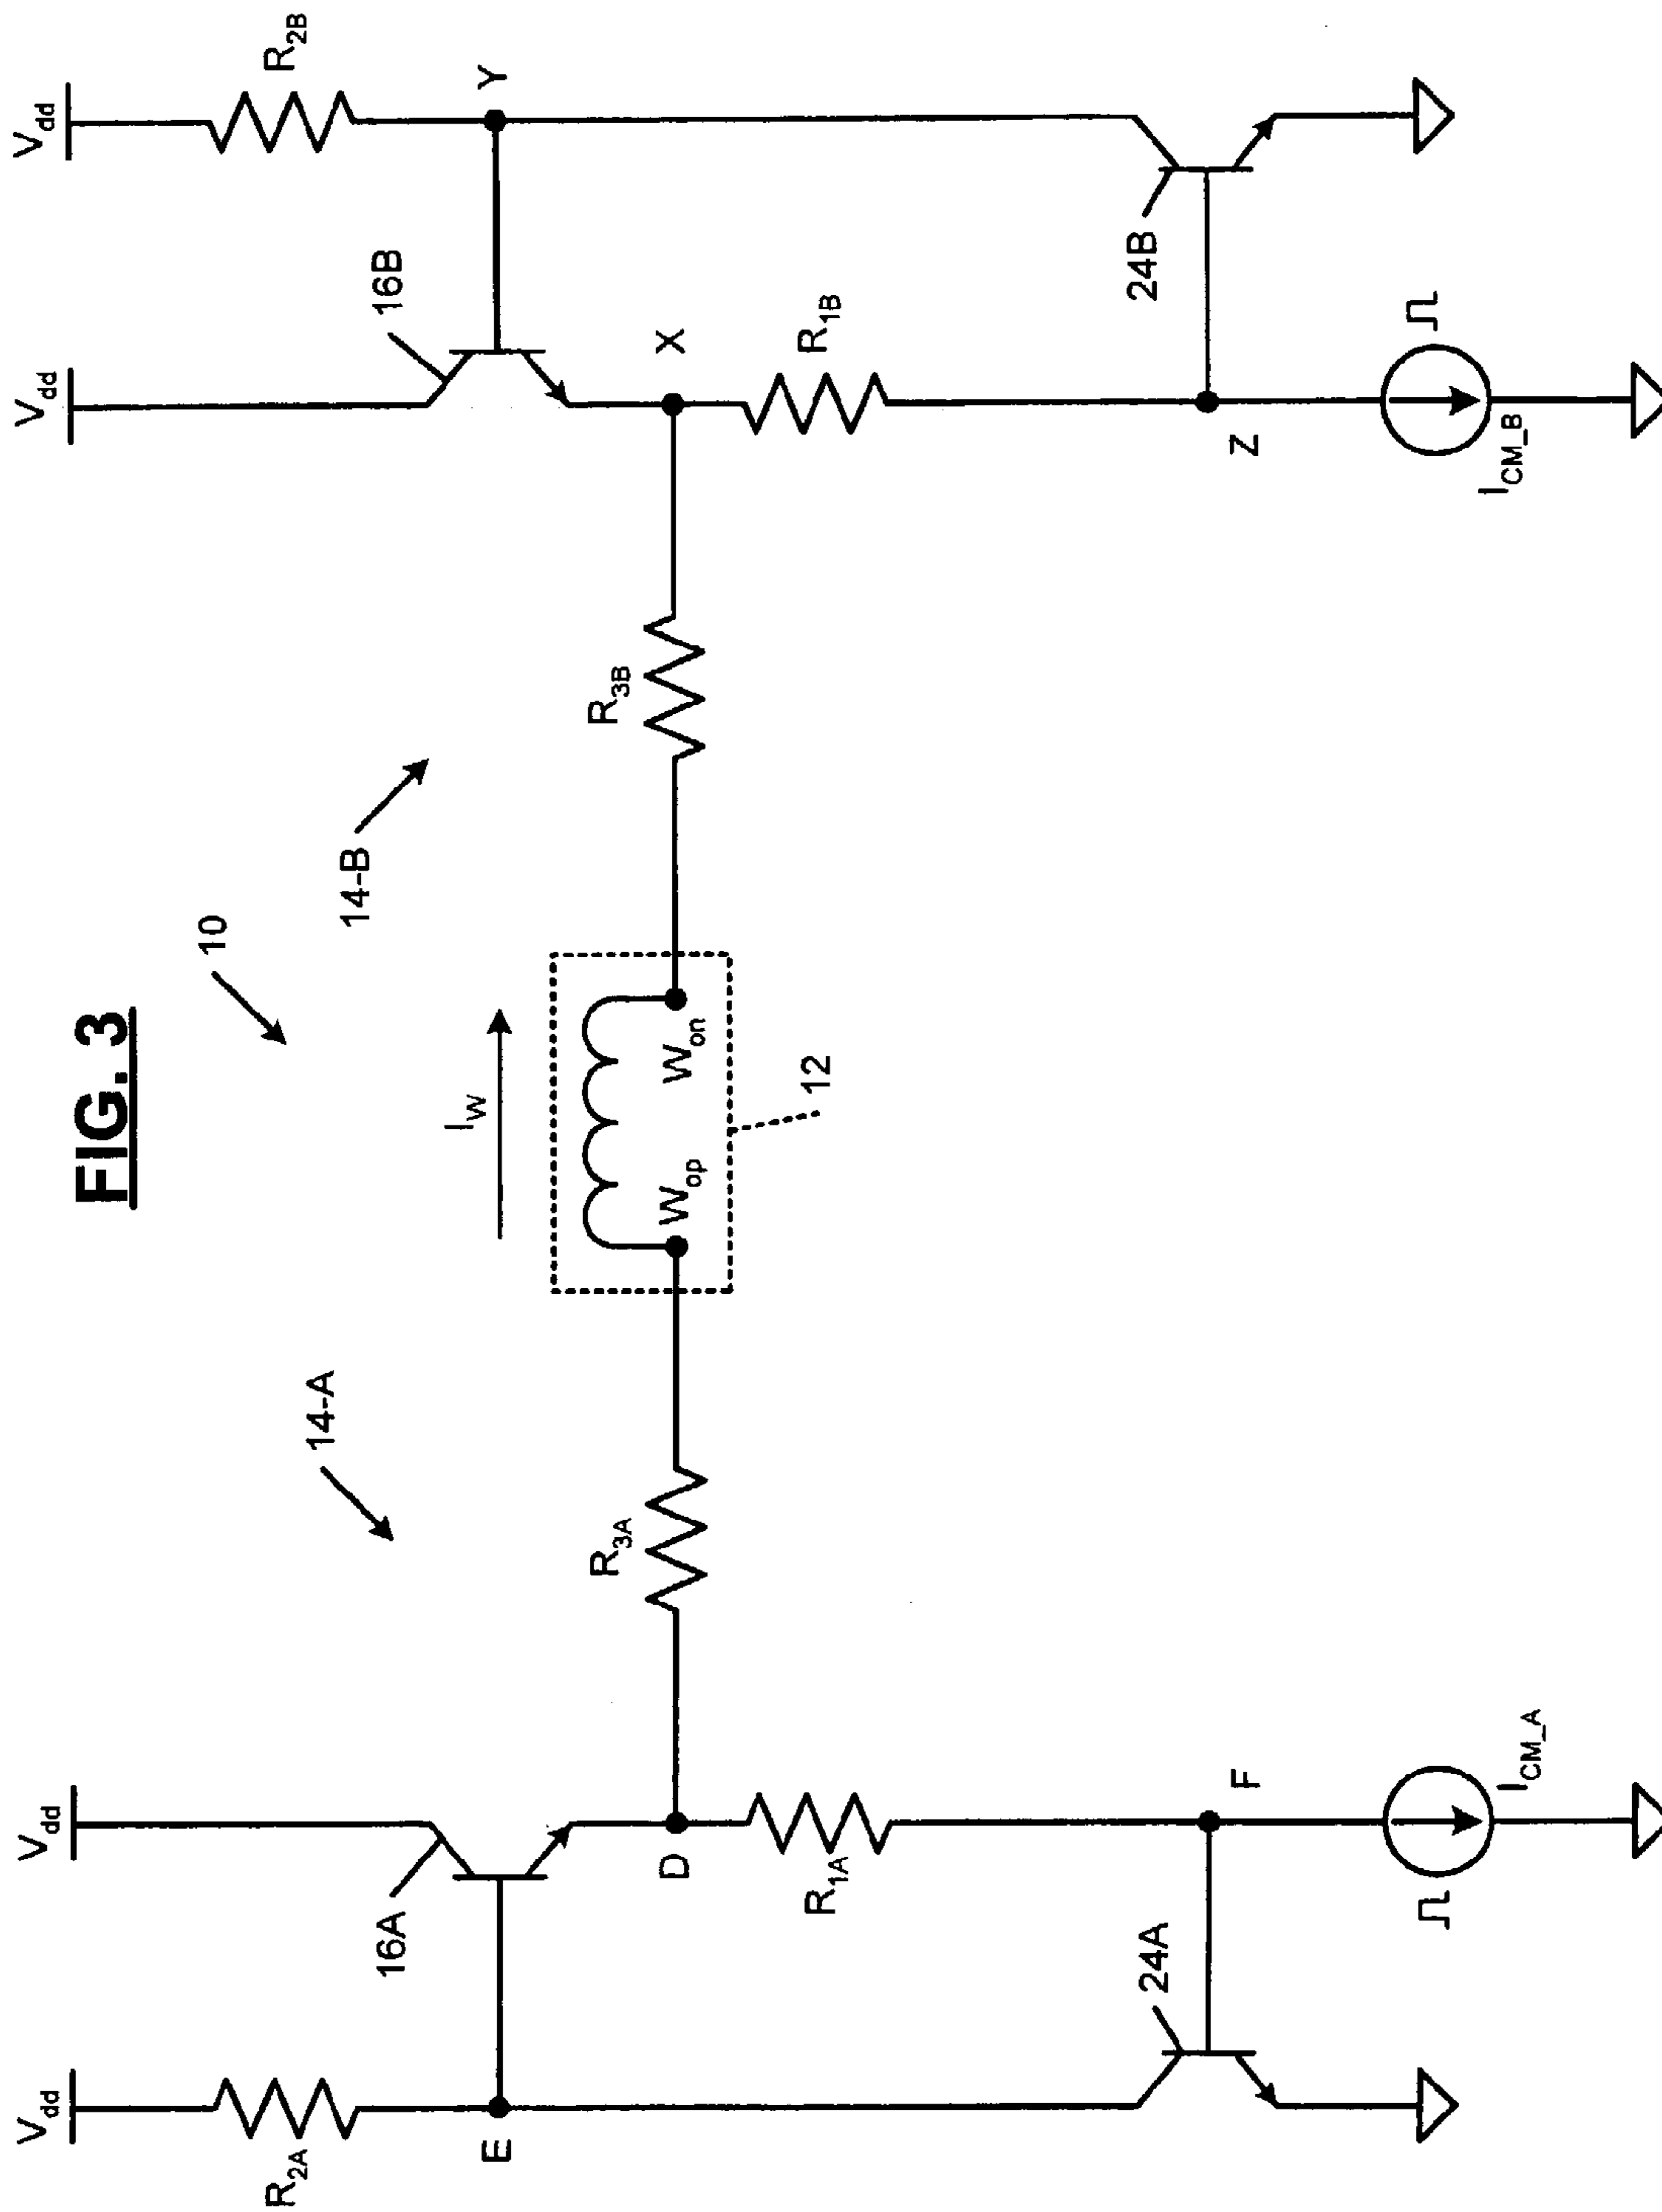 FIG. 3
10
14-A
14-B
V_dd
V_dd
V_dd
V_dd
R_2A
R_2B
16A
16B
E
Y
I_W
D
X
R_3A
W_op
W_on
R_3B
12
R_1A
R_1B
24A
24B
F
Z
I_CM_A
I_CM_B